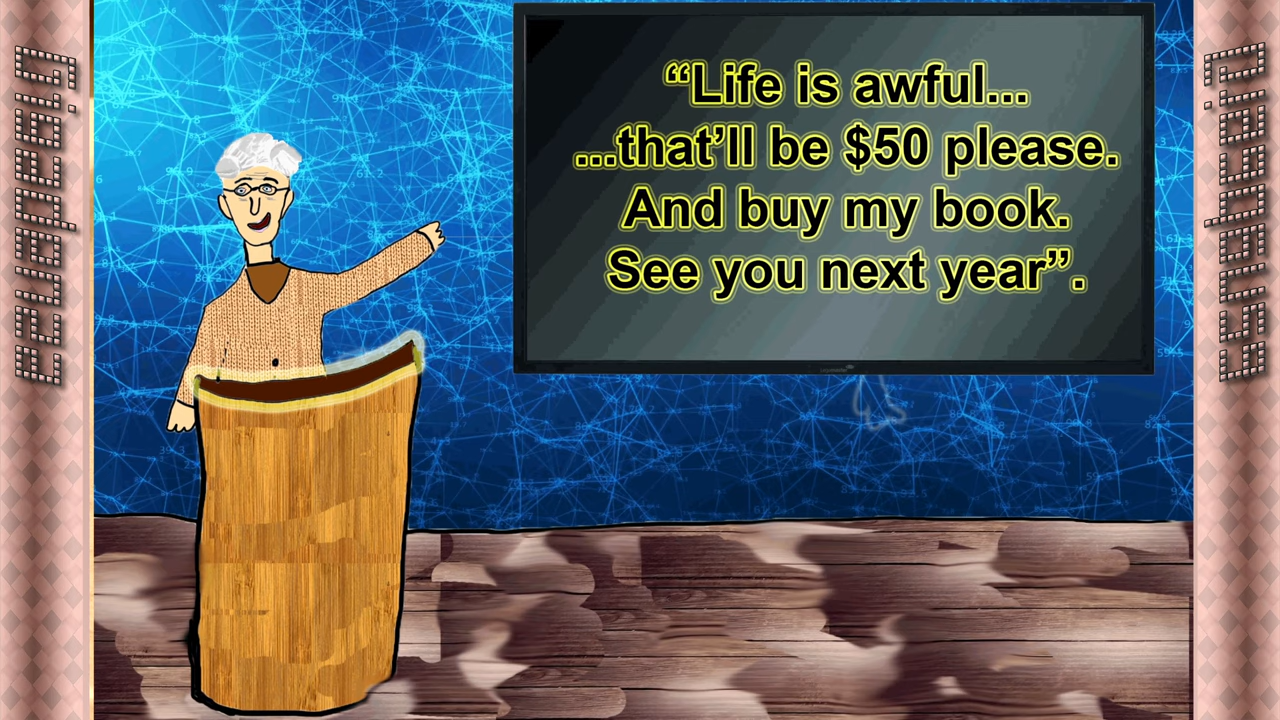 “Life is awful...
...that’ll be $50 please.
And buy my book.
See you next year”.